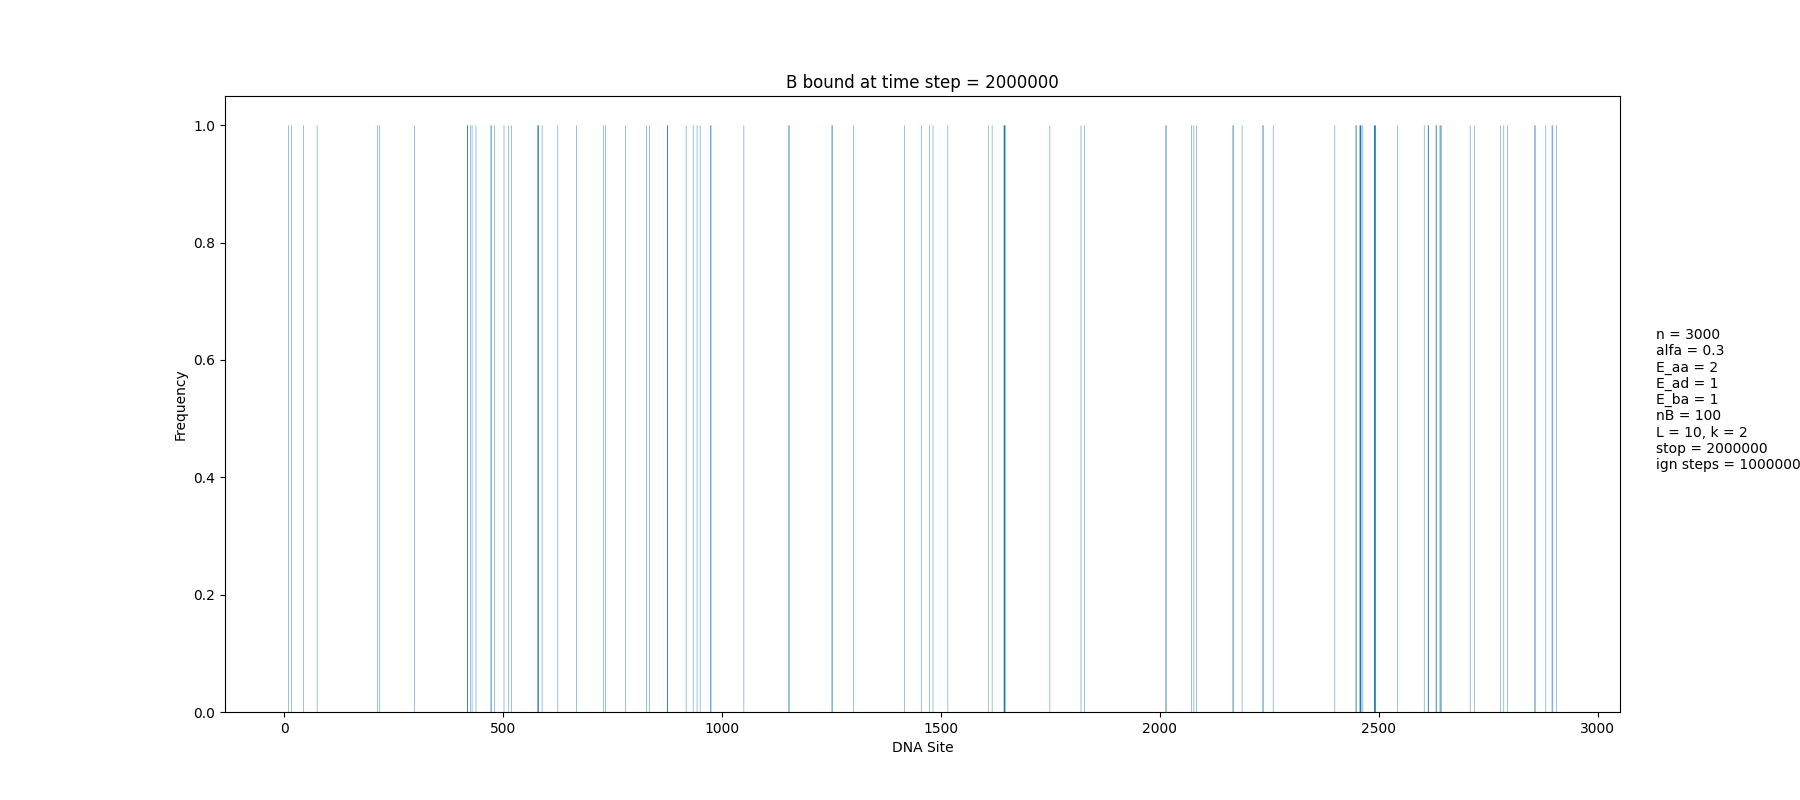 B bound at time step = 2000000
1.0
0.8
0.6
0.4
0.2
0.0
Frequency
0 500 1000 1500 2000 2500 3000
DNA Site
n = 3000
alfa = 0.3
E_aa = 2
E_ad = 1
E_ba = 1
nB = 100
L = 10, k = 2
stop = 2000000
ign steps = 1000000